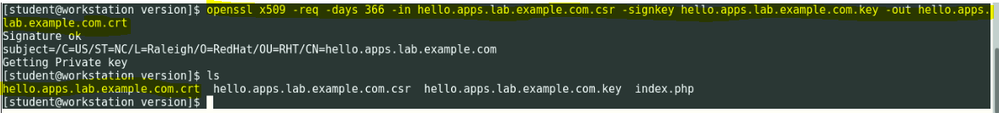 [student@workstation version]$ openssl x509 -req -days 366 -in hello.apps.lab.example.com.csr -signkey hello.apps.lab.example.com.key -out hello.apps.
lab.example.com.crt
Signature ok
subject=/C=US/ST=NC/L=Raleigh/O=RedHat/OU=RHT/CN=hello.apps.lab.example.com
Getting Private key
[student@workstation version]$ ls
hello.apps.lab.example.com.crt  hello.apps.lab.example.com.csr  hello.apps.lab.example.com.key  index.php
[student@workstation version]$